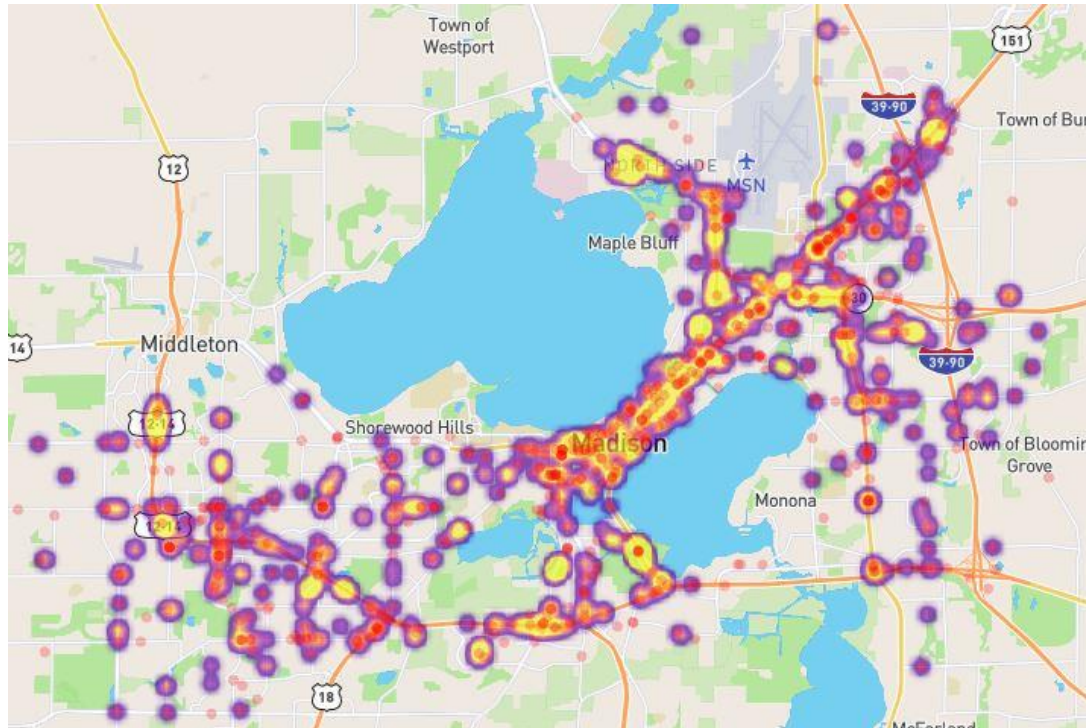 Town of
Westport
151
39-90
Town of Bu
12
NORTH SIDE
MSN
Maple Bluff
30
14
Middleton
39-90
12-14
Shorewood Hills
Madison
Town of Bloomin
Grove
Monona
12-14
18
McFarland